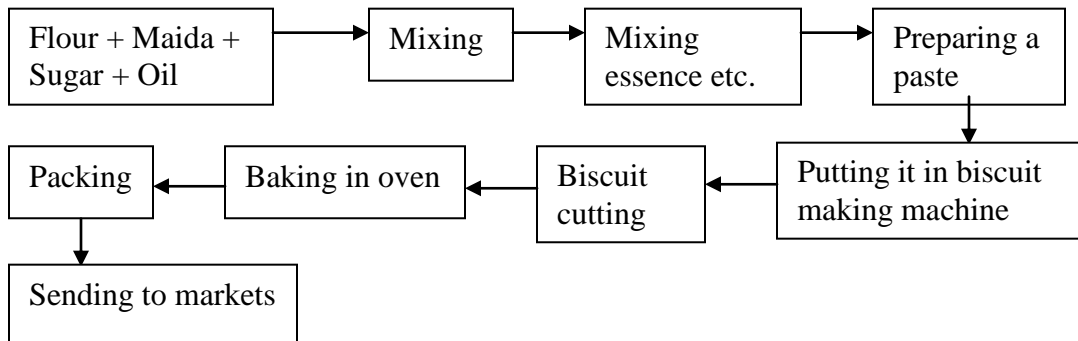 Flour + Maida +
Sugar + Oil
Mixing
Mixing
essence etc.
Preparing a
paste
Putting it in biscuit
making machine
Biscuit
cutting
Baking in oven
Packing
Sending to markets